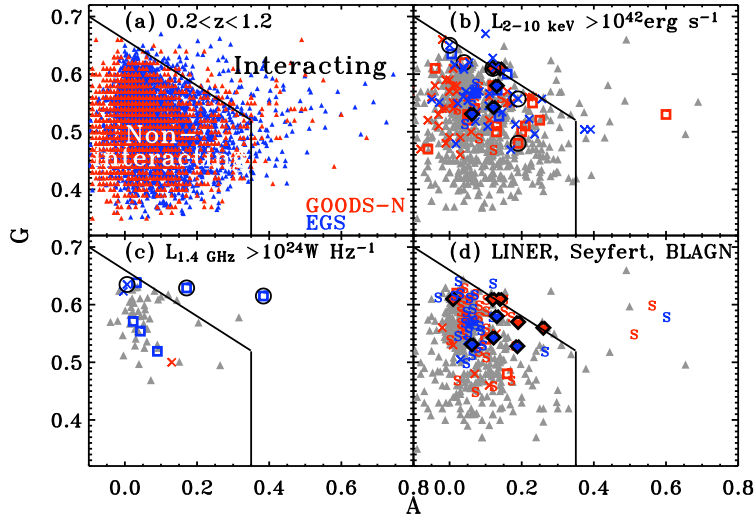 (a) 0.2<z<1.2
(b) L2-10 keV >10^42 erg s^-1
Interacting
Non-
interacting
GOODS-N
EGS
0.7
0.6
0.5
0.4
G
(c) L1.4 GHz >10^24 W Hz^-1
(d) LINER, Seyfert, BLAGN
S S
0.7
0.6
0.5
0.4
0.0 0.2 0.4 0.6 0.8 0.0 0.2 0.4 0.6 0.8
A